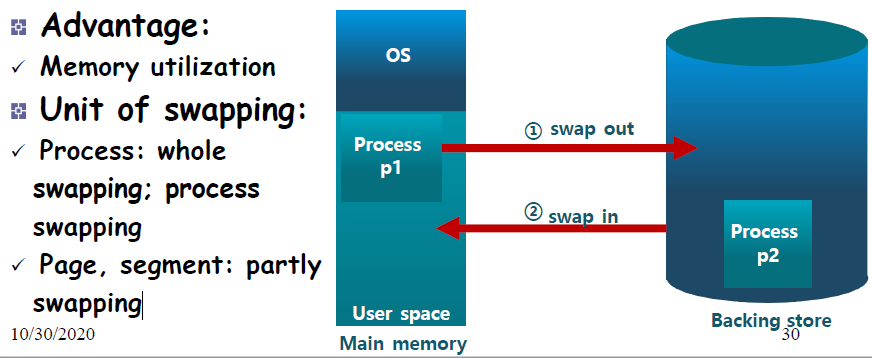 Advantage:
✓ Memory utilization
Unit of swapping:
✓ Process: whole
swapping; process
swapping
✓ Page, segment: partly
swapping
10/30/2020
OS
Process
p1
User space
Main memory
① swap out
② swap in
Process
p2
Backing store
30